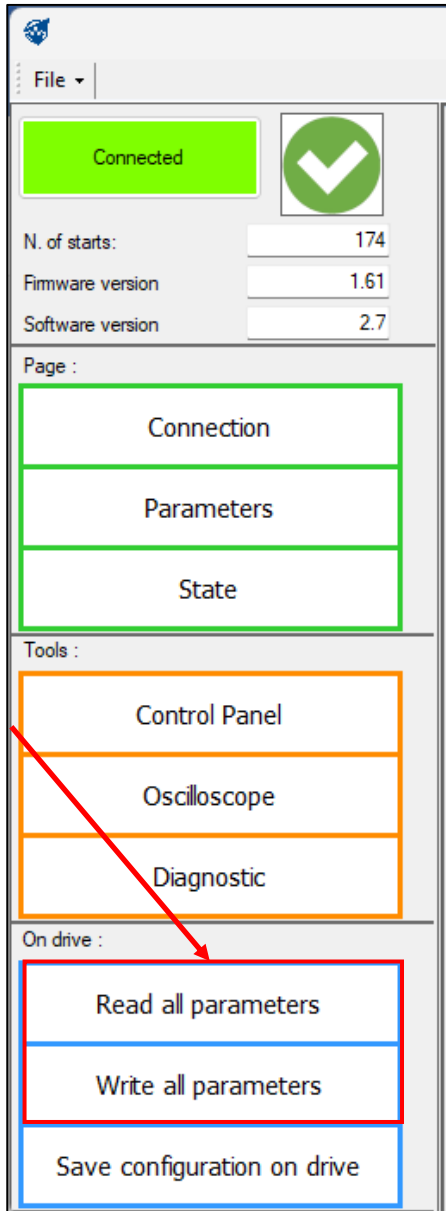 File
Connected
N. of starts:
174
Firmware version
1.61
Software version
2.7
Page :
Connection
Parameters
State
Tools :
Control Panel
Oscilloscope
Diagnostic
On drive :
Read all parameters
Write all parameters
Save configuration on drive